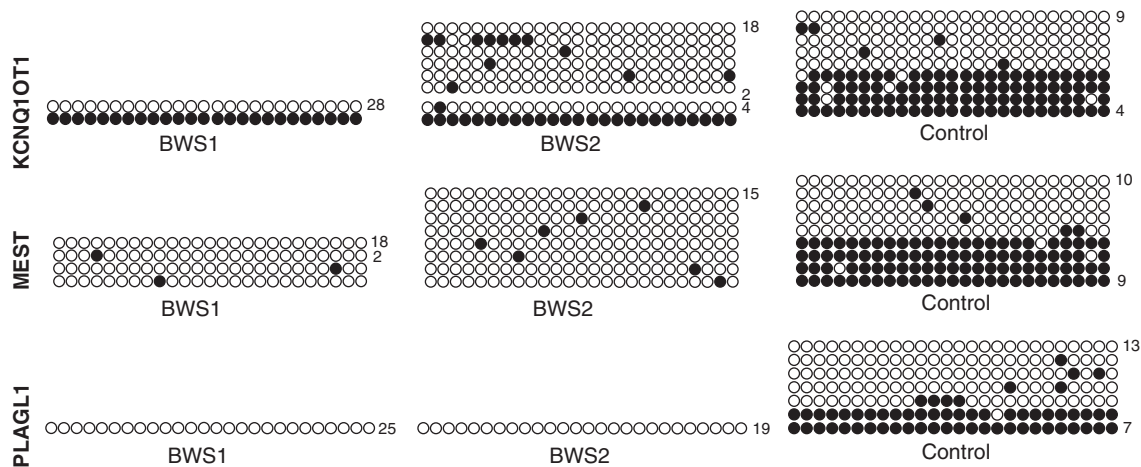 KCNQ1OT1
28
BWS1
18
2
4
BWS2
9
4
Control
MEST
18
2
BWS1
15
BWS2
10
9
Control
PLAGL1
25
BWS1
19
BWS2
13
7
Control